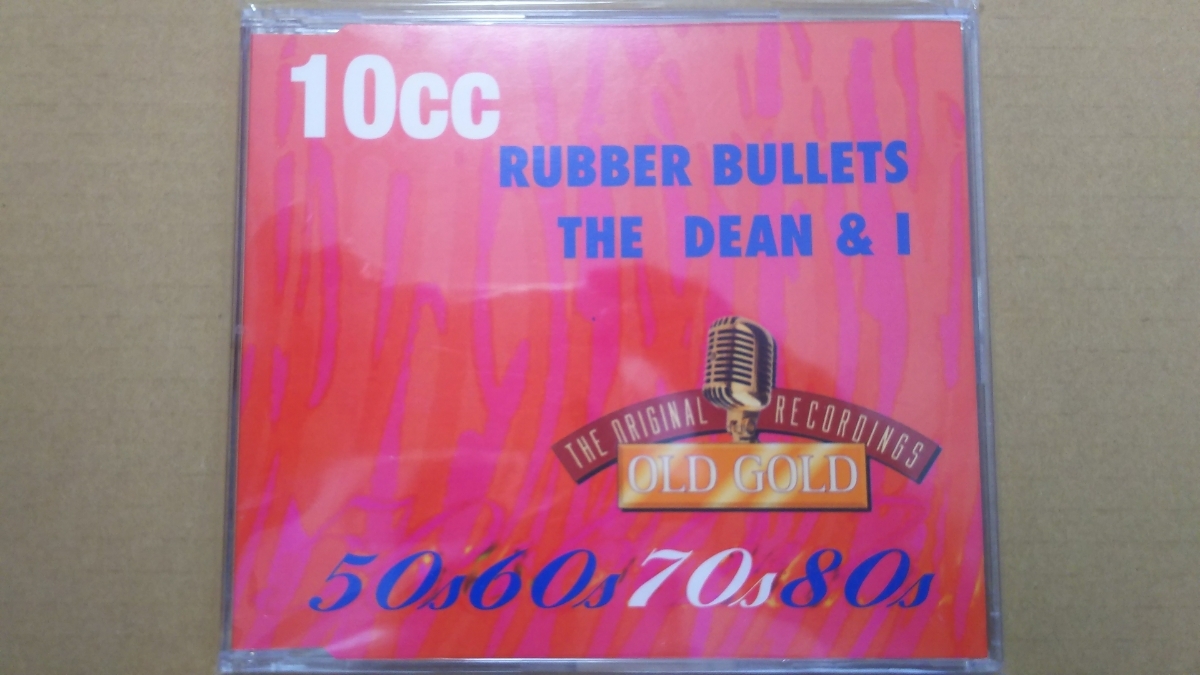 10cc
RUBBER BULLETS
THE DEAN & I
THE ORIGINAL RECORDINGS
OLD GOLD
50s60s70s80s